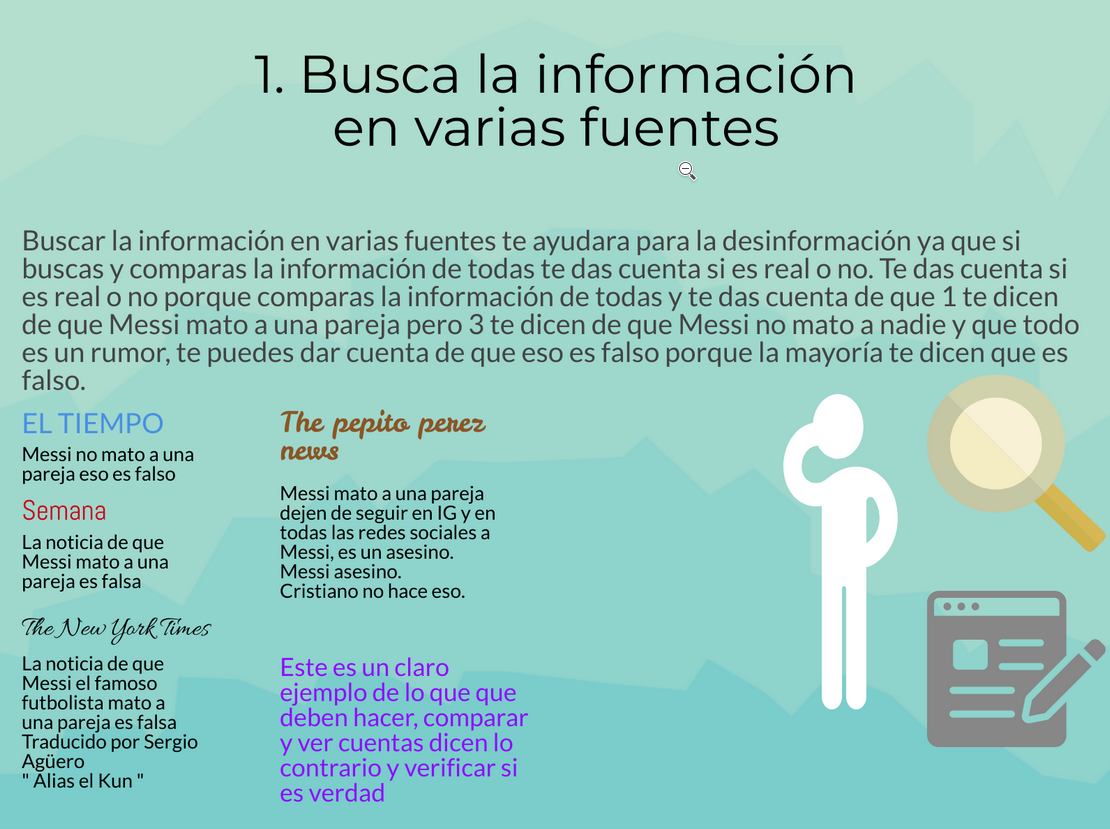 1. Busca la información
en varias fuentes
Buscar la información en varias fuentes te ayudara para la desinformación ya que si
buscas y comparas la información de todas te das cuenta si es real o no. Te das cuenta si
es real o no porque comparas la información de todas y te das cuenta de que 1 te dicen
de que Messi mato a una pareja pero 3 te dicen de que Messi no mato a nadie y que todo
es un rumor, te puedes dar cuenta de que eso es falso porque la mayoría te dicen que es
falso.
EL TIEMPO
Messi no mato a una
pareja eso es falso
Semana
La noticia de que
Messi mato a una
pareja es falsa
The New York Times
La noticia de que
Messi el famoso
futbolista mato a
una pareja es falsa
Traducido por Sergio
Agüero
" Alias el Kun "
The pepito perez
news
Messi mato a una pareja
dejen de seguir en IG y en
todas las redes sociales a
Messi, es un asesino.
Messi asesino.
Cristiano no hace eso.
Este es un claro
ejemplo de lo que que
deben hacer, comparar
y ver cuentas dicen lo
contrario y verificar si
es verdad